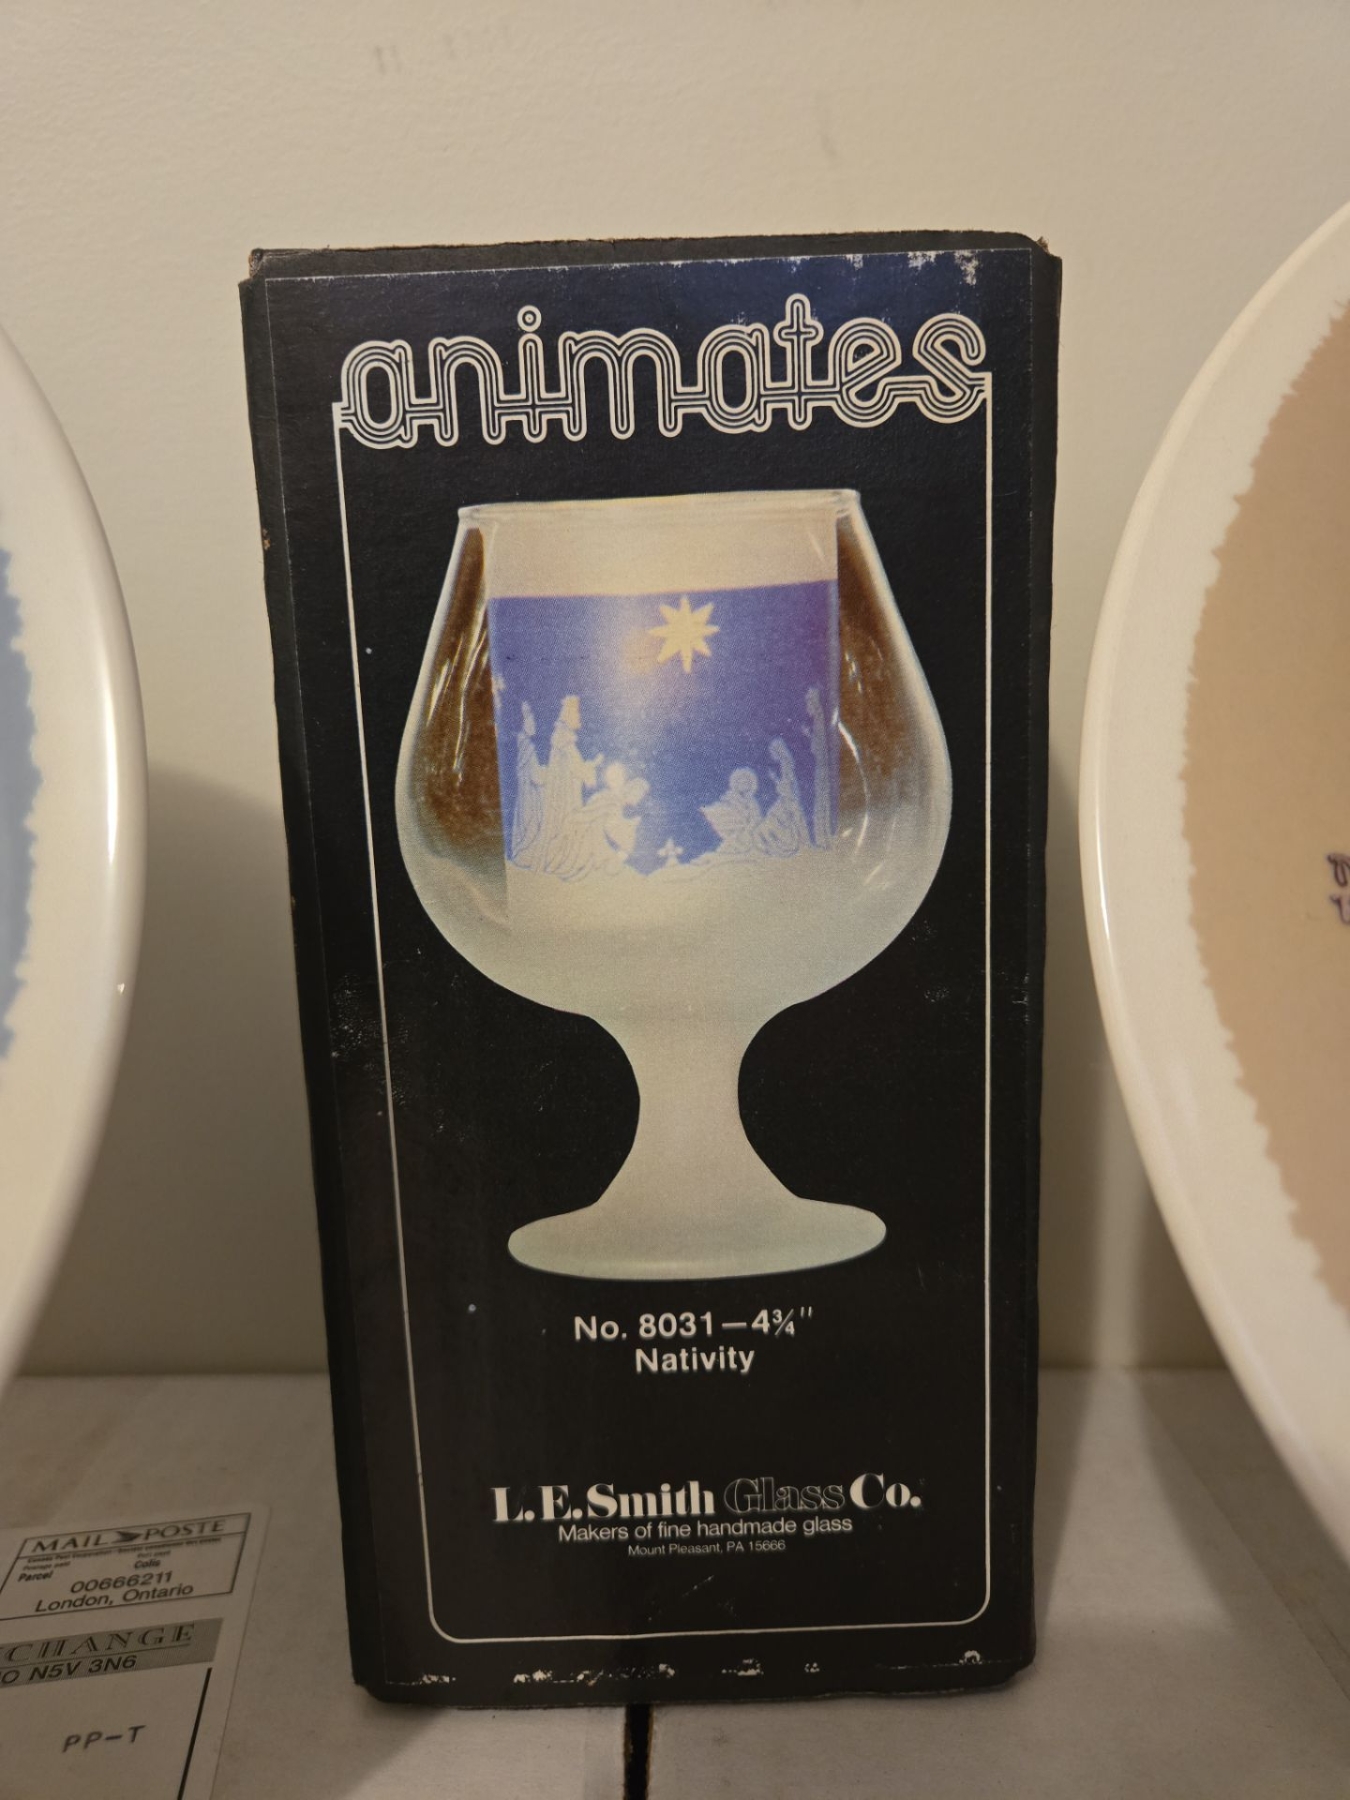 animates
No. 8031—4¾"
Nativity
L.E. Smith Glass Co.
Makers of fine handmade glass
Mount Pleasant, PA 15666
MAIL POSTE
Parcel
Colis
00666211
London, Ontario
CHANGE
O N5V 3N6
PP-T